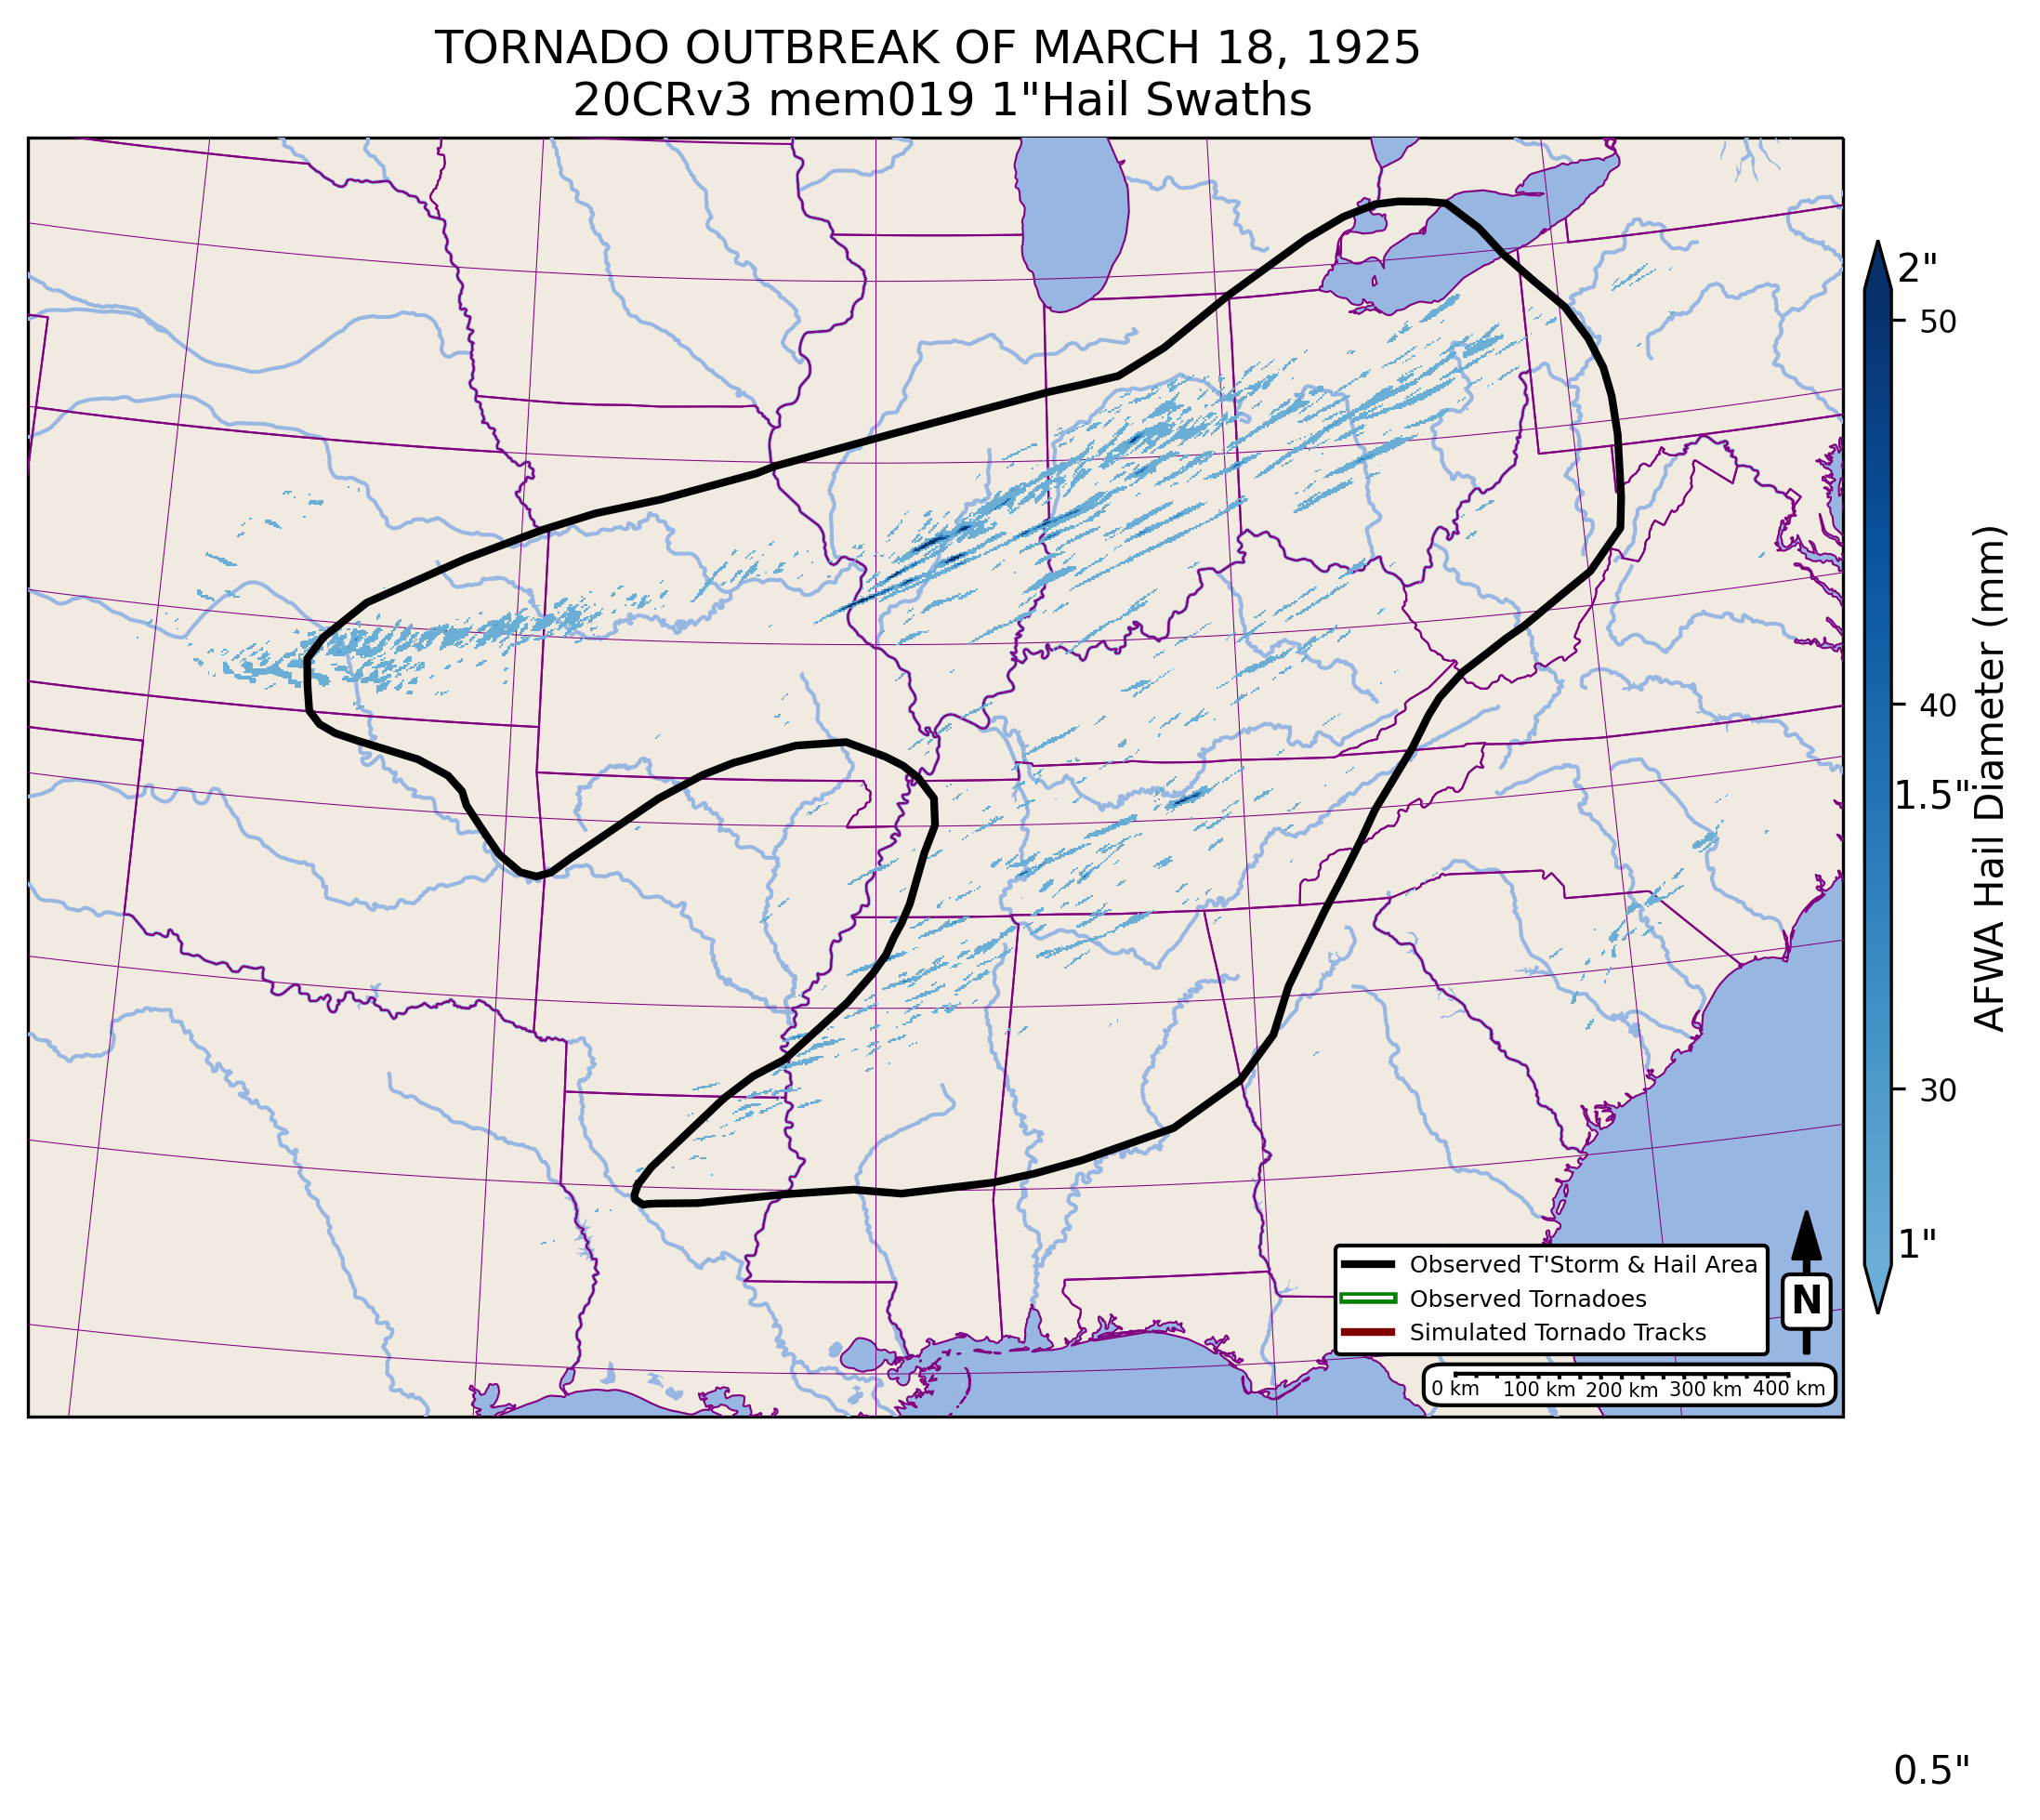 TORNADO OUTBREAK OF MARCH 18, 1925
20CRv3 mem019 1"Hail Swaths
2"
50
40
1.5"
30
1"
AFWA Hail Diameter (mm)
Observed T'Storm & Hail Area
Observed Tornadoes
Simulated Tornado Tracks
N
0 km 100 km 200 km 300 km 400 km
0.5"